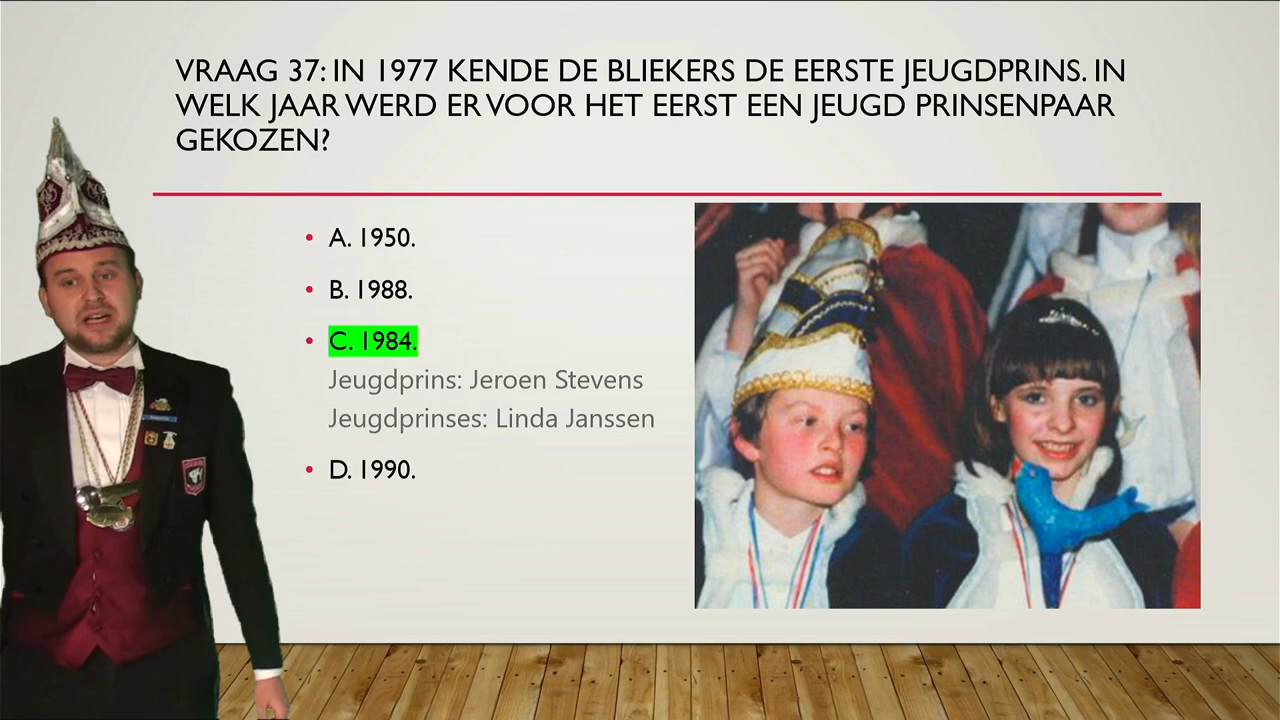 VRAAG 37: IN 1977 KENDE DE BLIEKERS DE EERSTE JEUGDPRINS. IN
WELK JAAR WERD ER VOOR HET EERST EEN JEUGD PRINSENPAAR
GEKOZEN?
• A. 1950.
• B. 1988.
• C. 1984.
Jeugdprins: Jeroen Stevens
Jeugdprinses: Linda Janssen
• D. 1990.